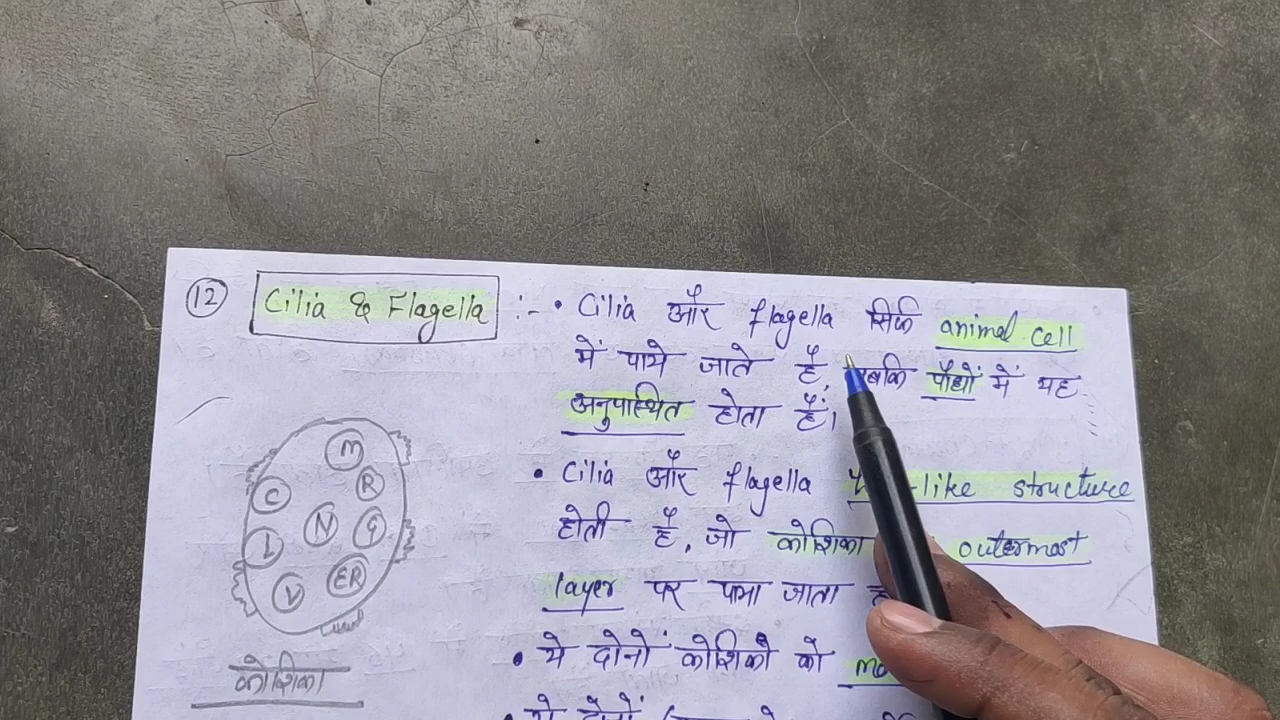 12 Cilia & Flagella :- • Cilia और flagella सिर्फ animal cell
में पाये जाते है, जबकि पौधों में यह
अनुपास्थित होता हैं।
• Cilia और flagella -like structure
होती है, जो कोशिका outermost
layer पर पाया जाता
• ये दोनों कोशिको को
• ये दोनों
M
C
R
N
G
L
V
ER
कोशिका